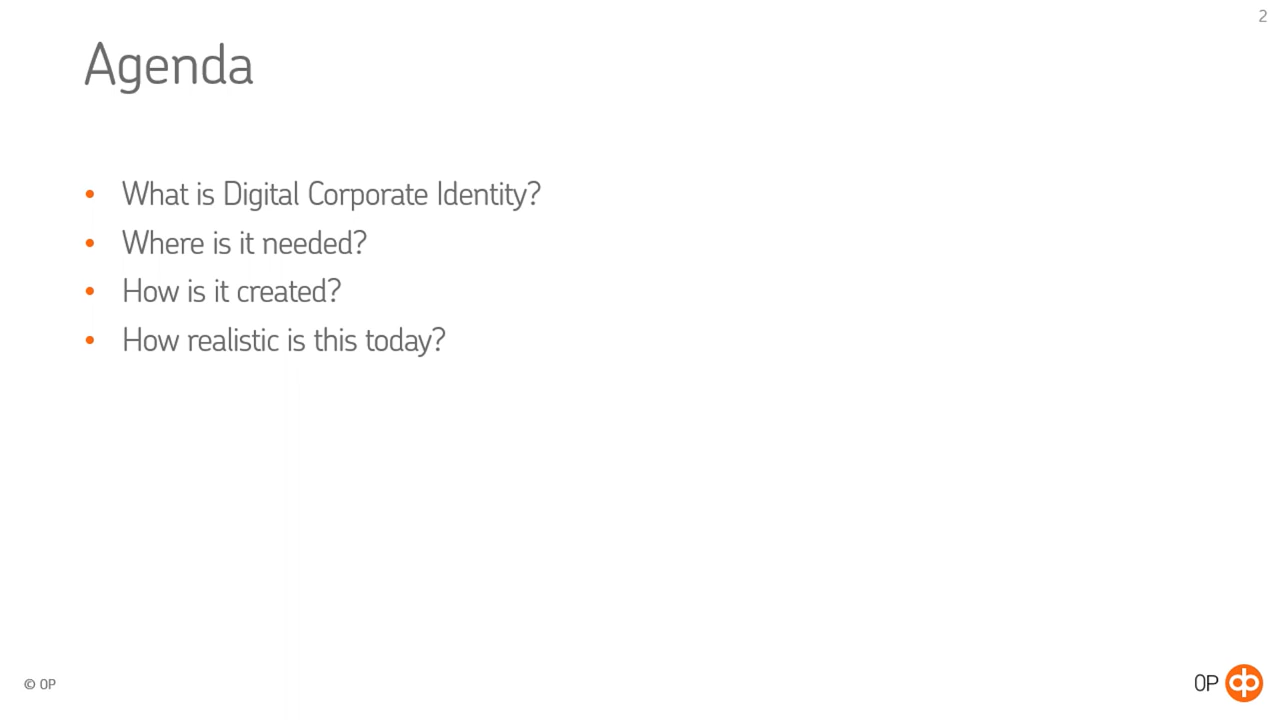 2
Agenda
• What is Digital Corporate Identity?
• Where is it needed?
• How is it created?
• How realistic is this today?
© OP
OP